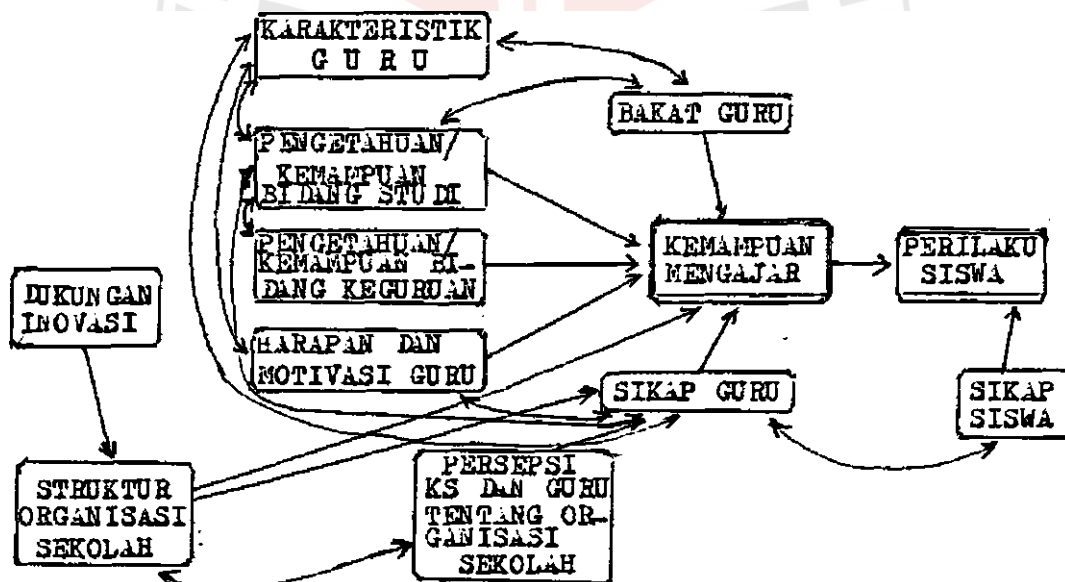 KARAKTERISTIK
G U R U
BAKAT GURU
PENGETAHUAN/
KEMAMPUAN
BIDANG STUDI
PENGETAHUAN/
KEMAMPUAN BI-
DANG KEGURUAN
KEMAMPUAN
MENGAJAR
PERILAKU
SISWA
DUKUNGAN
INOVASI
HARAPAN DAN
MOTIVASI GURU
SIKAP GURU
SIKAP
SISWA
STRUKTUR
ORGANISASI
SEKOLAH
PERSEPSI
KS DAN GURU
TENTANG OR-
GANISASI
SEKOLAH